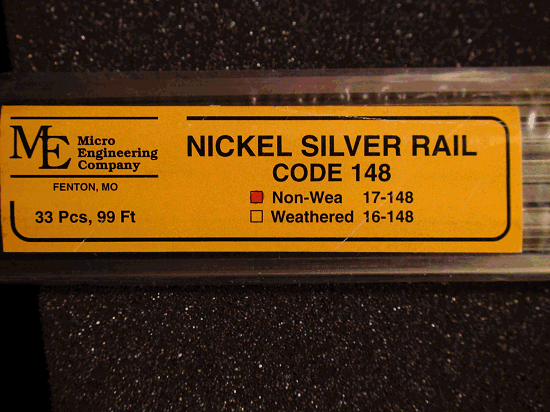 ME Micro
Engineering
Company
FENTON, MO
33 Pcs, 99 Ft
NICKEL SILVER RAIL
CODE 148
Non-Wea 17-148
Weathered 16-148